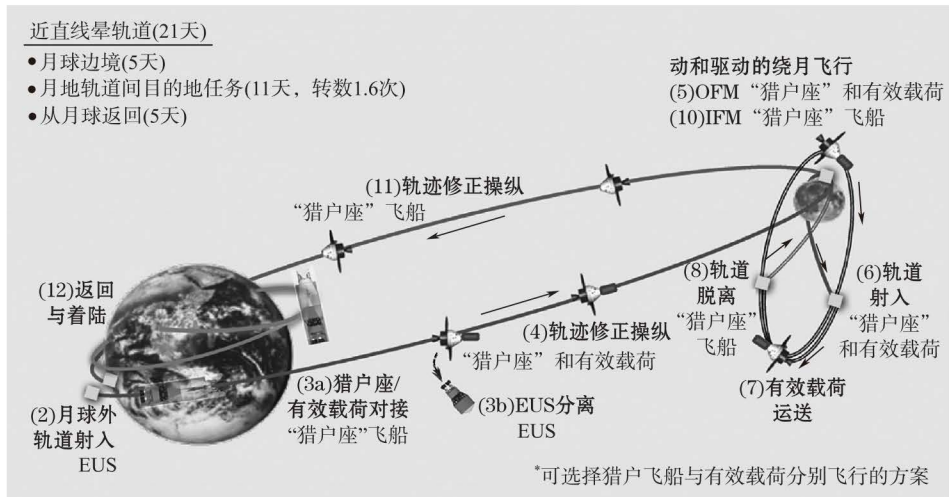 近直线晕轨道(21天)
●月球边境(5天)
●月地轨道间目的地任务(11天，转数1.6次)
●从月球返回(5天)
动和驱动的绕月飞行
(5)OFM“猎户座”和有效载荷
(10)IFM“猎户座”飞船
(11)轨迹修正操纵
“猎户座”飞船
(12)返回
与着陆
(8)轨道
脱离
“猎户座”
飞船
(6)轨道
射入
“猎户座”
和有效载荷
(4)轨迹修正操纵
“猎户座”和有效载荷
(7)有效载荷
运送
(3a)猎户座/
有效载荷对接
“猎户座”飞船
(3b)EUS分离
EUS
(2)月球外
轨道射入
EUS
*可选择猎户飞船与有效载荷分别飞行的方案